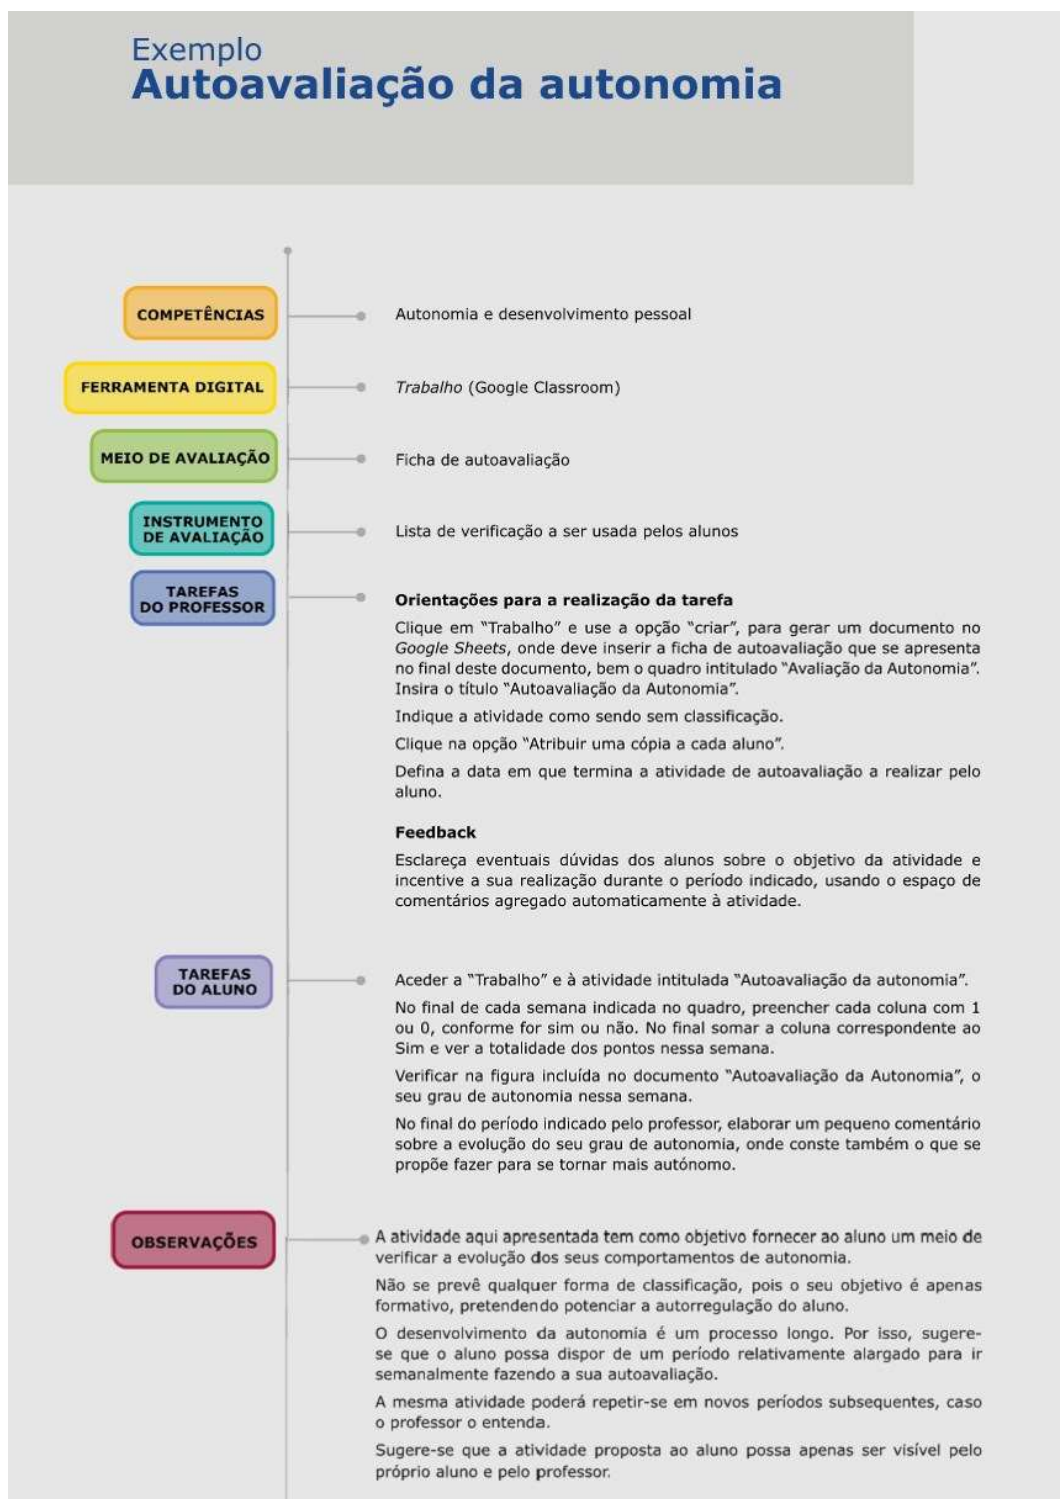 Exemplo
Autoavaliação da autonomia
COMPETÊNCIAS
Autonomia e desenvolvimento pessoal
FERRAMENTA DIGITAL
Trabalho (Google Classroom)
MEIO DE AVALIAÇÃO
Ficha de autoavaliação
INSTRUMENTO
DE AVALIAÇÃO
Lista de verificação a ser usada pelos alunos
TAREFAS
DO PROFESSOR
Orientações para a realização da tarefa
Clique em “Trabalho” e use a opção “criar”, para gerar um documento no
Google Sheets, onde deve inserir a ficha de autoavaliação que se apresenta
no final deste documento, bem o quadro intitulado “Avaliação da Autonomia”.
Insira o título “Autoavaliação da Autonomia”.
Indique a atividade como sendo sem classificação.
Clique na opção “Atribuir uma cópia a cada aluno”.
Defina a data em que termina a atividade de autoavaliação a realizar pelo
aluno.
Feedback
Esclareça eventuais dúvidas dos alunos sobre o objetivo da atividade e
incentive a sua realização durante o período indicado, usando o espaço de
comentários agregado automaticamente à atividade.
TAREFAS
DO ALUNO
Aceder a “Trabalho” e à atividade intitulada “Autoavaliação da autonomia”.
No final de cada semana indicada no quadro, preencher cada coluna com 1
ou 0, conforme for sim ou não. No final somar a coluna correspondente ao
Sim e ver a totalidade dos pontos nessa semana.
Verificar na figura incluída no documento “Autoavaliação da Autonomia”, o
seu grau de autonomia nessa semana.
No final do período indicado pelo professor, elaborar um pequeno comentário
sobre a evolução do seu grau de autonomia, onde conste também o que se
propõe fazer para se tornar mais autónomo.
OBSERVAÇÕES
A atividade aqui apresentada tem como objetivo fornecer ao aluno um meio de
verificar a evolução dos seus comportamentos de autonomia.
Não se prevê qualquer forma de classificação, pois o seu objetivo é apenas
formativo, pretendendo potenciar a autorregulação do aluno.
O desenvolvimento da autonomia é um processo longo. Por isso, sugere-
se que o aluno possa dispor de um período relativamente alargado para ir
semanalmente fazendo a sua autoavaliação.
A mesma atividade poderá repetir-se em novos períodos subsequentes, caso
o professor o entenda.
Sugere-se que a atividade proposta ao aluno possa apenas ser visível pelo
próprio aluno e pelo professor.